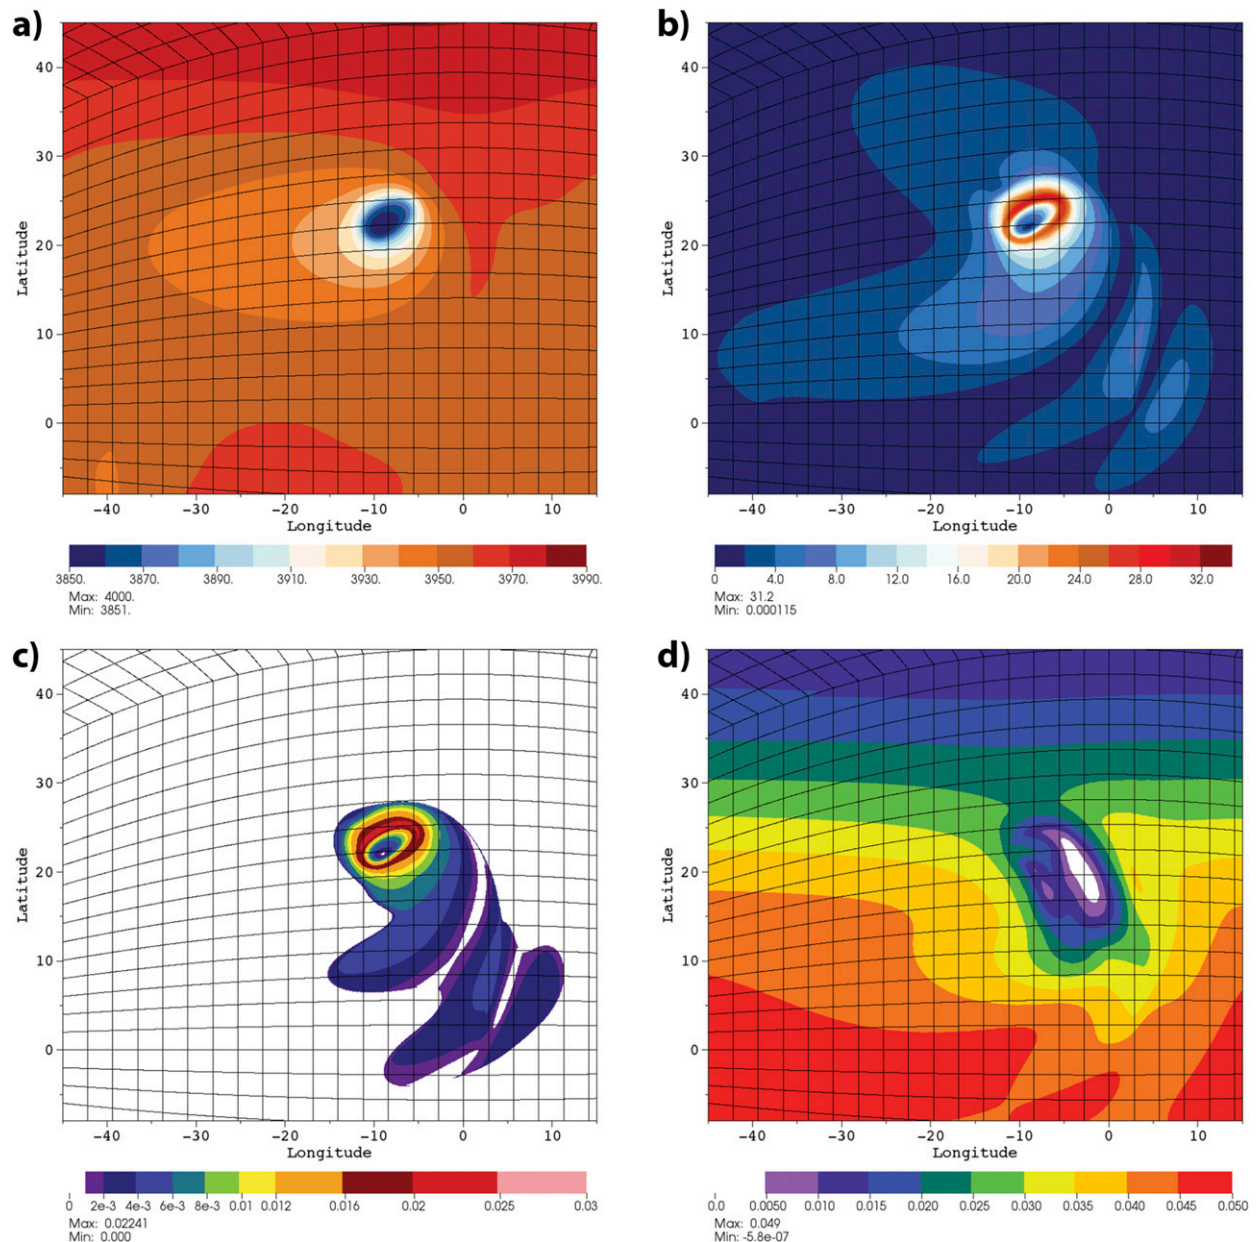 a)
b)
40
30
20
10
0
Latitude
-40 -30 -20 -10 0 10
Longitude
3850. 3870. 3890. 3910. 3930. 3950. 3970. 3990.
Max: 4000.
Min: 3851.
40
30
20
10
0
Latitude
-40 -30 -20 -10 0 10
Longitude
0 4.0 8.0 12.0 16.0 20.0 24.0 28.0 32.0
Max: 31.2
Min: 0.000115
c)
d)
40
30
20
10
0
Latitude
-40 -30 -20 -10 0 10
Longitude
0 2e-3 4e-3 6e-3 8e-3 0.01 0.012 0.016 0.02 0.025 0.03
Max: 0.02241
Min: 0.000
40
30
20
10
0
Latitude
-40 -30 -20 -10 0 10
Longitude
0.0 0.0050 0.010 0.015 0.020 0.025 0.030 0.035 0.040 0.045 0.050
Max: 0.049
Min: -5.8e-07